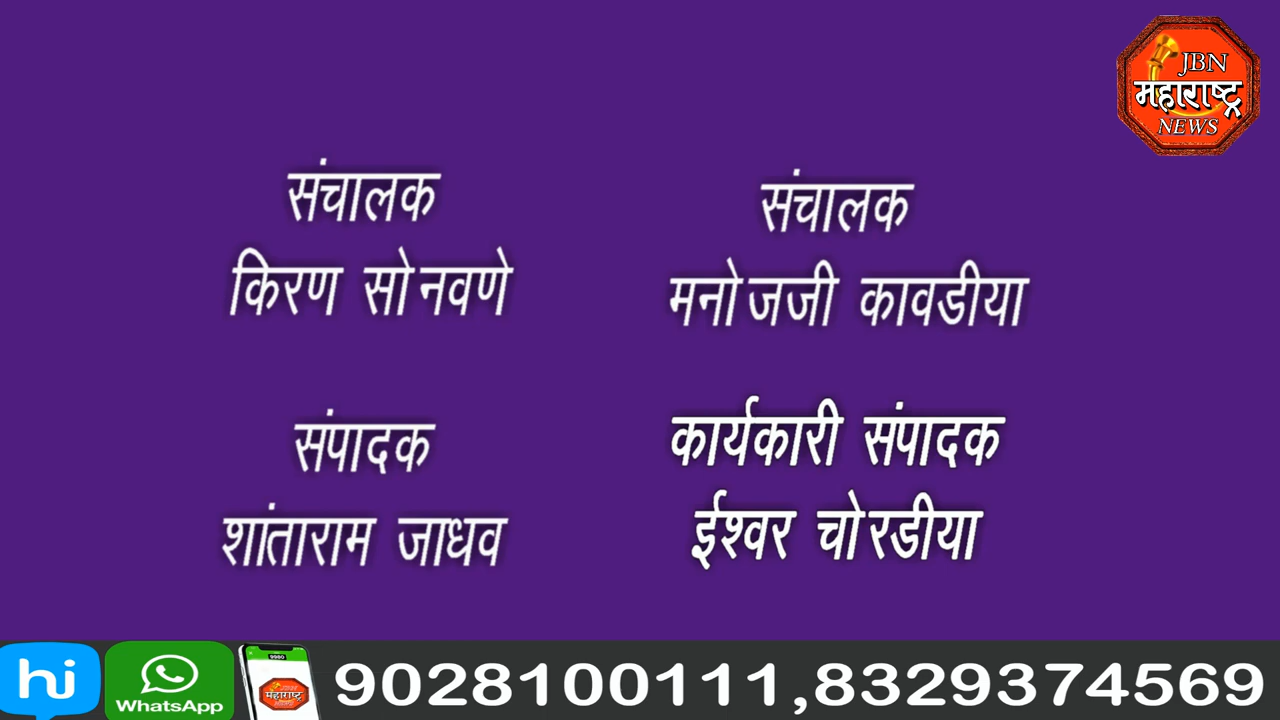 JBN
महाराष्ट्र
NEWS
संचालक
किरण सोनवणे
संचालक
मनोजजी कावडीया
संपादक
शांताराम जाधव
कार्यकारी संपादक
ईश्वर चोरडीया
hi
WhatsApp
महाराष्ट्र
9028100111,8329374569